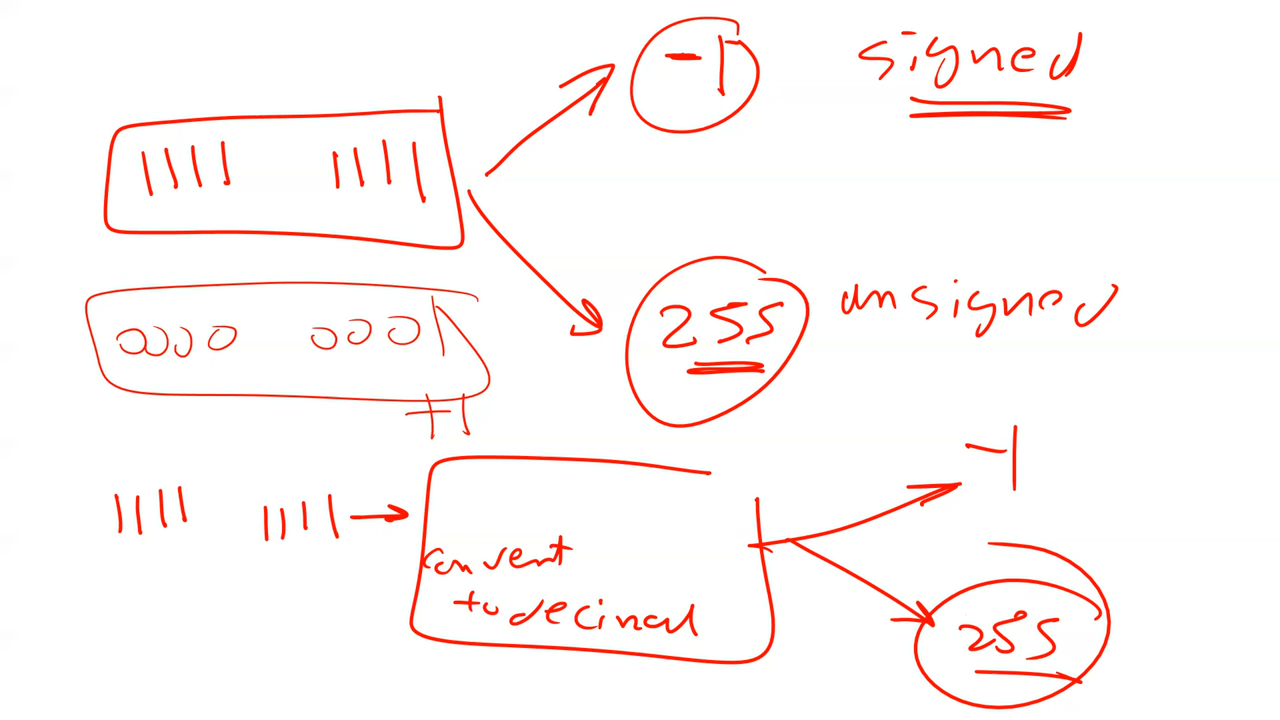 -1 signed
1111 1111
255 unsigned
0000 0001
+1
-1
1111 1111
convert
to decimal
255